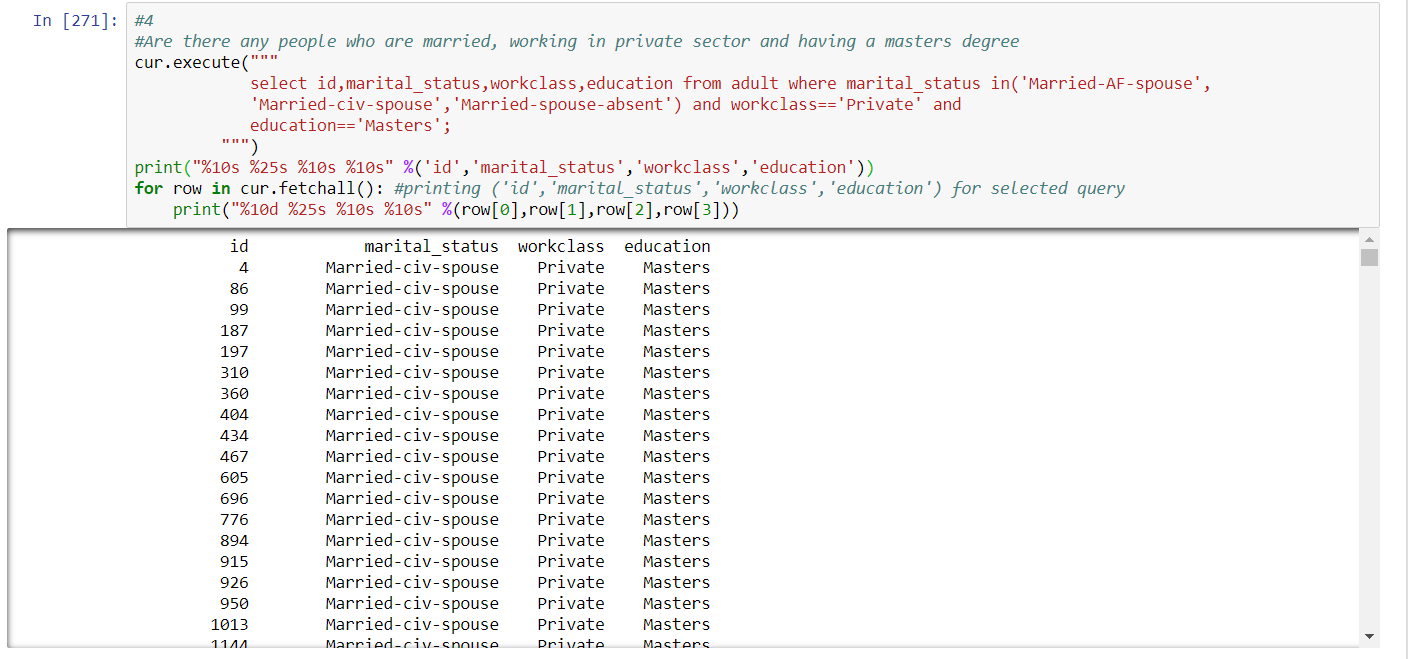 In [271]: #4
#Are there any people who are married, working in private sector and having a masters degree
cur.execute("""
select id,marital_status,workclass,education from adult where marital_status in('Married-AF-spouse',
'Married-civ-spouse','Married-spouse-absent') and workclass=='Private' and
education=='Masters';
""")
print("%10s %25s %10s %10s" %('id','marital_status','workclass','education'))
for row in cur.fetchall(): #printing ('id','marital_status','workclass','education') for selected query
print("%10d %25s %10s %10s" %(row[0],row[1],row[2],row[3]))
id marital_status workclass education
4 Married-civ-spouse Private Masters
86 Married-civ-spouse Private Masters
99 Married-civ-spouse Private Masters
187 Married-civ-spouse Private Masters
197 Married-civ-spouse Private Masters
310 Married-civ-spouse Private Masters
360 Married-civ-spouse Private Masters
404 Married-civ-spouse Private Masters
434 Married-civ-spouse Private Masters
467 Married-civ-spouse Private Masters
605 Married-civ-spouse Private Masters
696 Married-civ-spouse Private Masters
776 Married-civ-spouse Private Masters
894 Married-civ-spouse Private Masters
915 Married-civ-spouse Private Masters
926 Married-civ-spouse Private Masters
950 Married-civ-spouse Private Masters
1013 Married-civ-spouse Private Masters
1144 Married-civ-spouse Private Masters